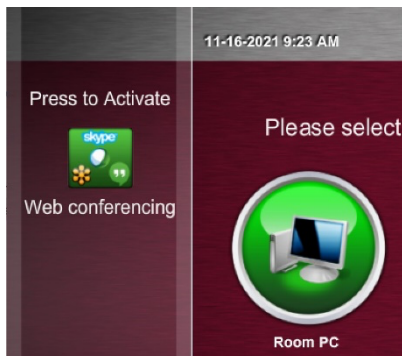 Press to Activate
skype
Web conferencing
11-16-2021 9:23 AM
Please select
Room PC